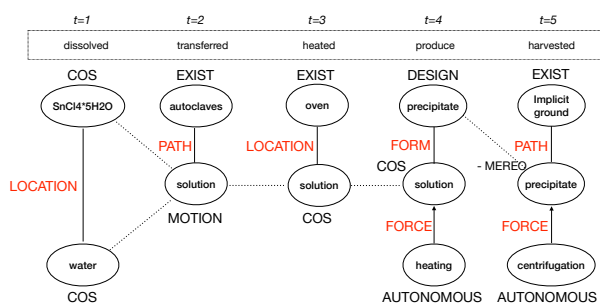 t=1 t=2 t=3 t=4 t=5
dissolved transferred heated produce harvested
COS EXIST EXIST DESIGN EXIST
SnCl4*5H2O autoclaves oven precipitate Implicit
ground
PATH LOCATION FORM PATH
COS - MEREO
LOCATION solution solution solution precipitate
MOTION COS
FORCE FORCE
water heating centrifugation
COS AUTONOMOUS AUTONOMOUS